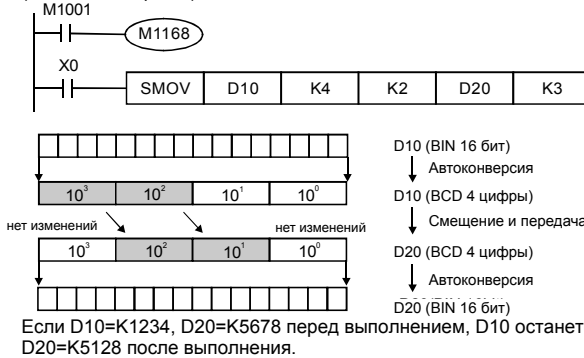 M1001
M1168
X0
SMOV D10 K4 K2 D20 K3
D10 (BIN 16 бит)
Автоконверсия
10³ 10² 10¹ 10⁰
D10 (BCD 4 цифры)
нет изменений
нет изменений
Смещение и передача
10³ 10² 10¹ 10⁰
D20 (BCD 4 цифры)
Автоконверсия
D20 (BIN 16 бит)
Если D10=K1234, D20=K5678 перед выполнением, D10 останет
D20=K5128 после выполнения.